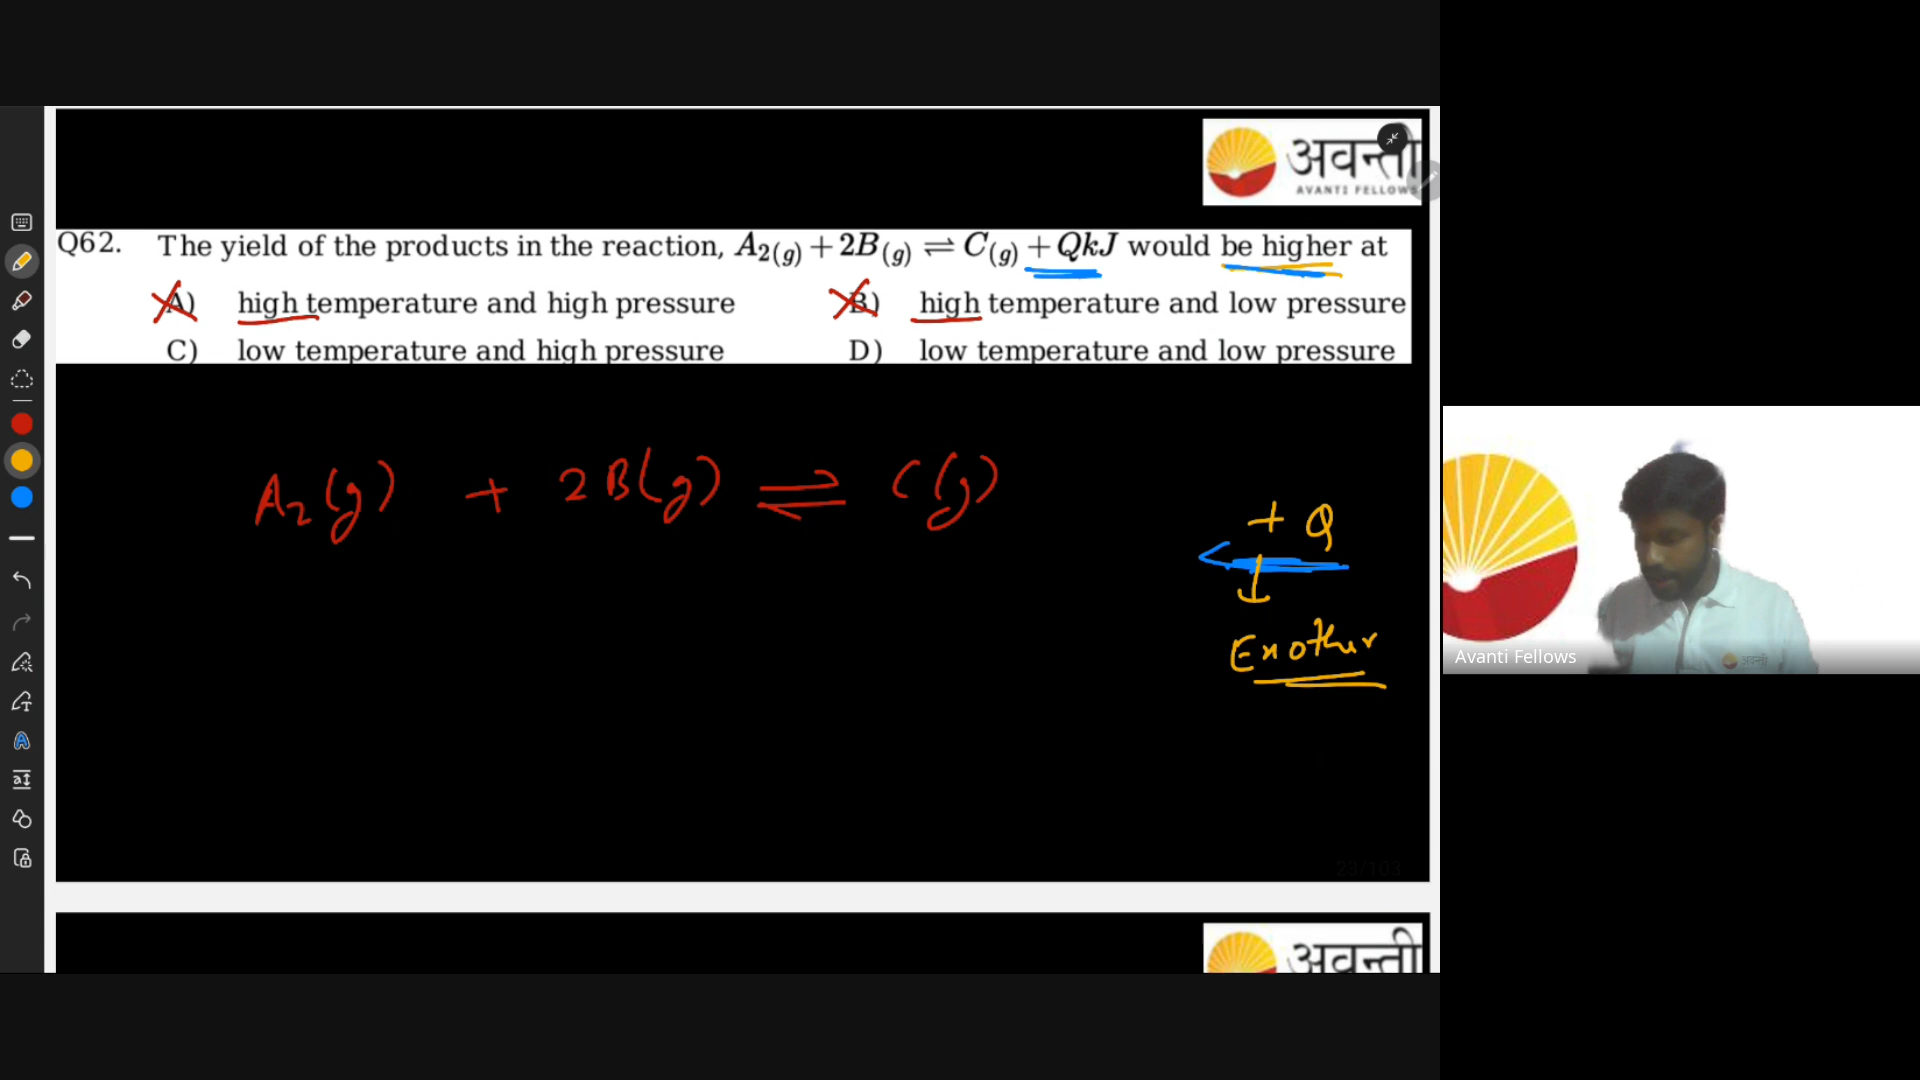 अवन्ती
AVANTI FELLOWS
Q62. The yield of the products in the reaction, A₂(g) + 2B(g) ⇌ C(g) + QkJ would be higher at
A) high temperature and high pressure B) high temperature and low pressure
C) low temperature and high pressure D) low temperature and low pressure
A₂(g) + 2B(g) ⇌ C(g)
+ Q
Exother
Avanti Fellows
23/103
अवन्ती